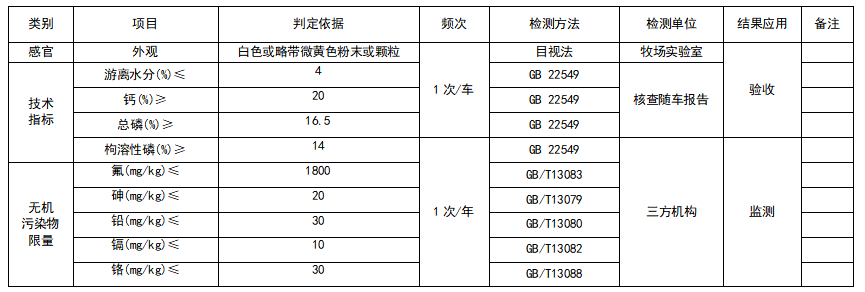 类别 项目 判定依据 频次 检测方法 检测单位 结果应用 备注
感官 外观 白色或略带微黄色粉末或颗粒 1 次/车 目视法 牧场实验室 验收
技术
指标
游离水分(%)≤ 4 GB 22549 核查随车报告
钙(%)≥ 20 GB 22549
总磷(%)≥ 16.5 GB 22549
枸溶性磷(%)≥ 14 1 次/年 GB 22549 三方机构 监测
无机
污染物
限量
氟(mg/kg)≤ 1800 GB/T13083
砷(mg/kg)≤ 20 GB/T13079
铅(mg/kg)≤ 30 GB/T13080
镉(mg/kg)≤ 10 GB/T13082
铬(mg/kg)≤ 30 GB/T13088